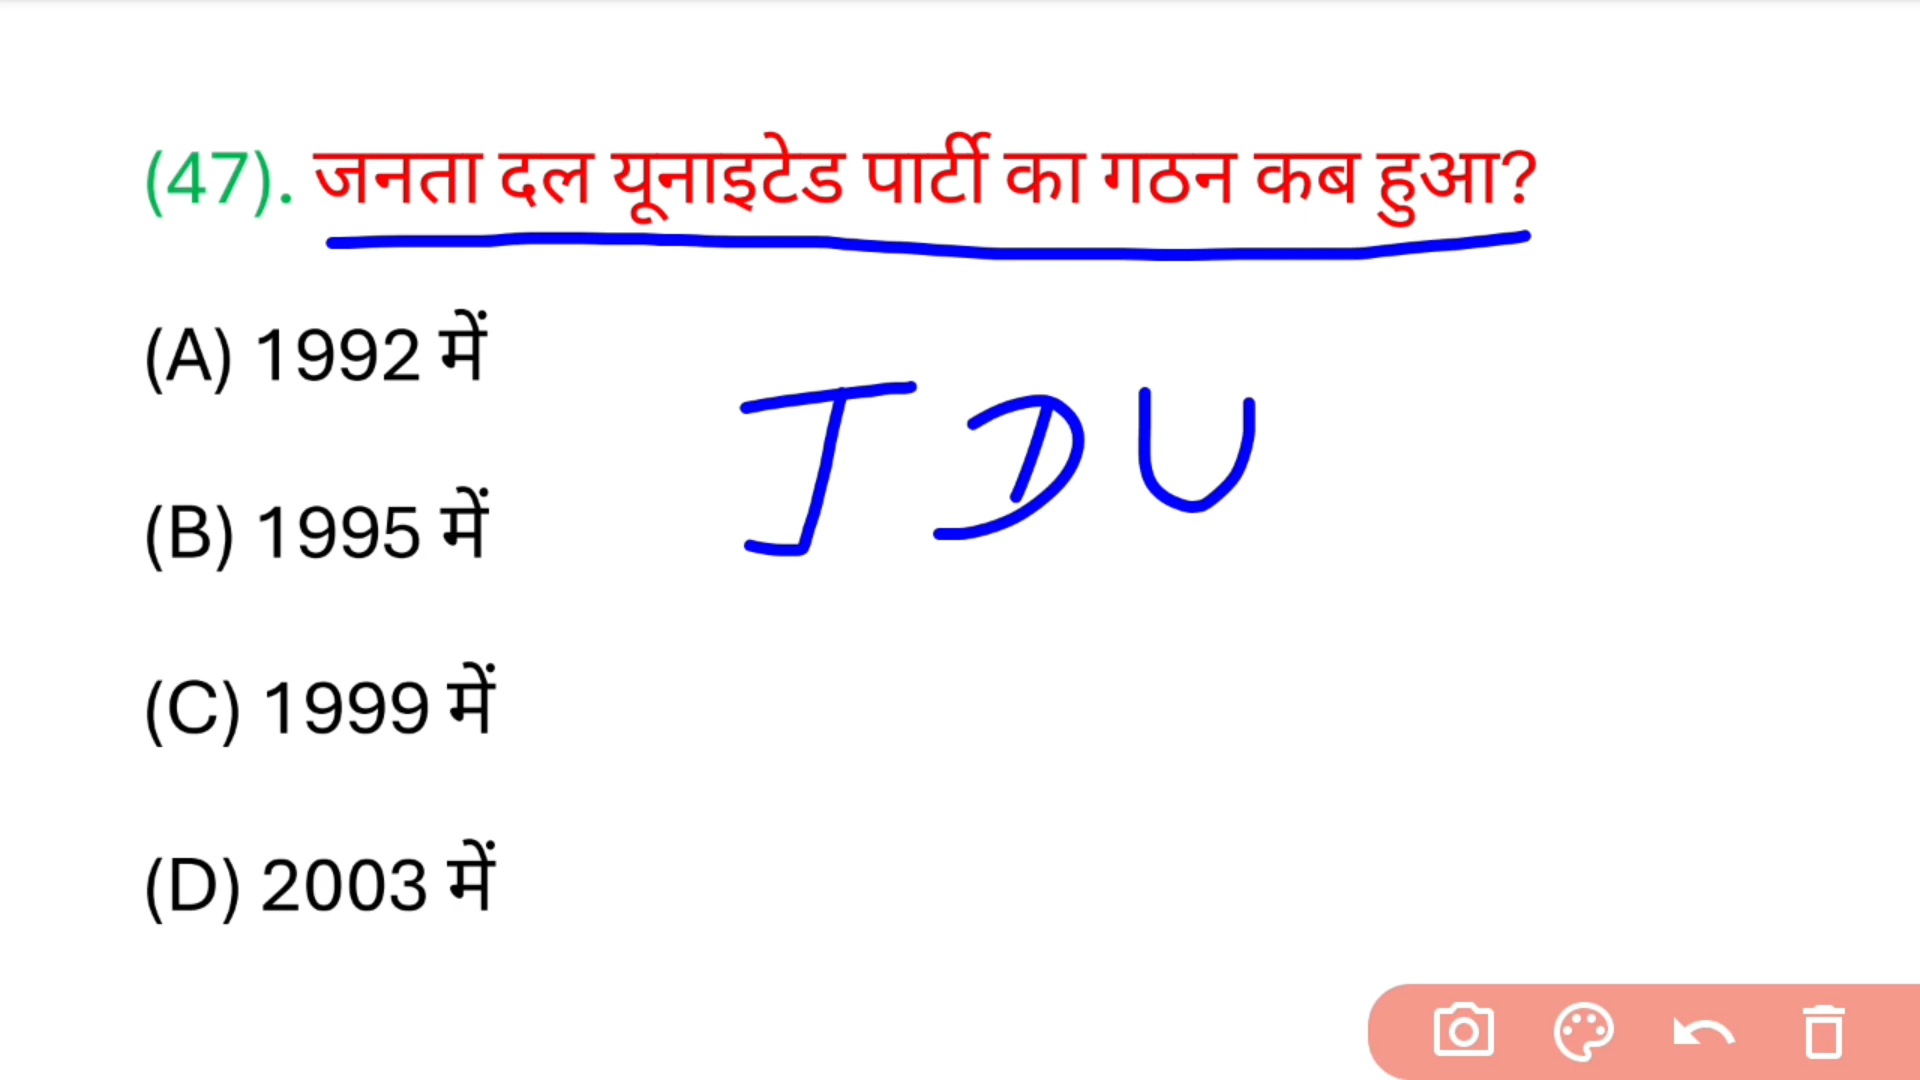 (47). जनता दल यूनाइटेड पार्टी का गठन कब हुआ?
(A) 1992 में
JDU
(B) 1995 में
(C) 1999 में
(D) 2003 में